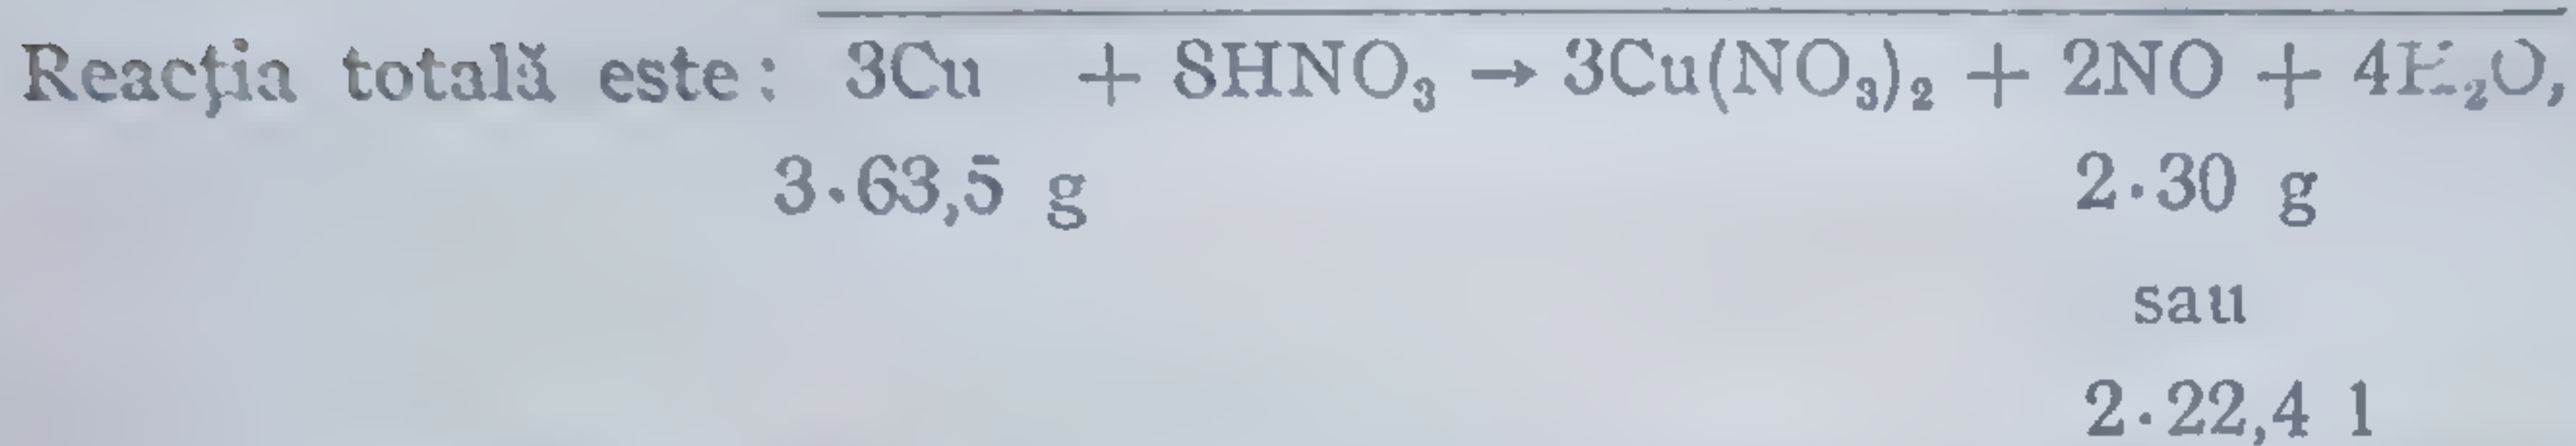 Reacţia totală este: 3Cu + 8HNO₃ → 3Cu(NO₃)₂ + 2NO + 4H₂O,
3·63,5 g 2·30 g
sau
2·22,4 l